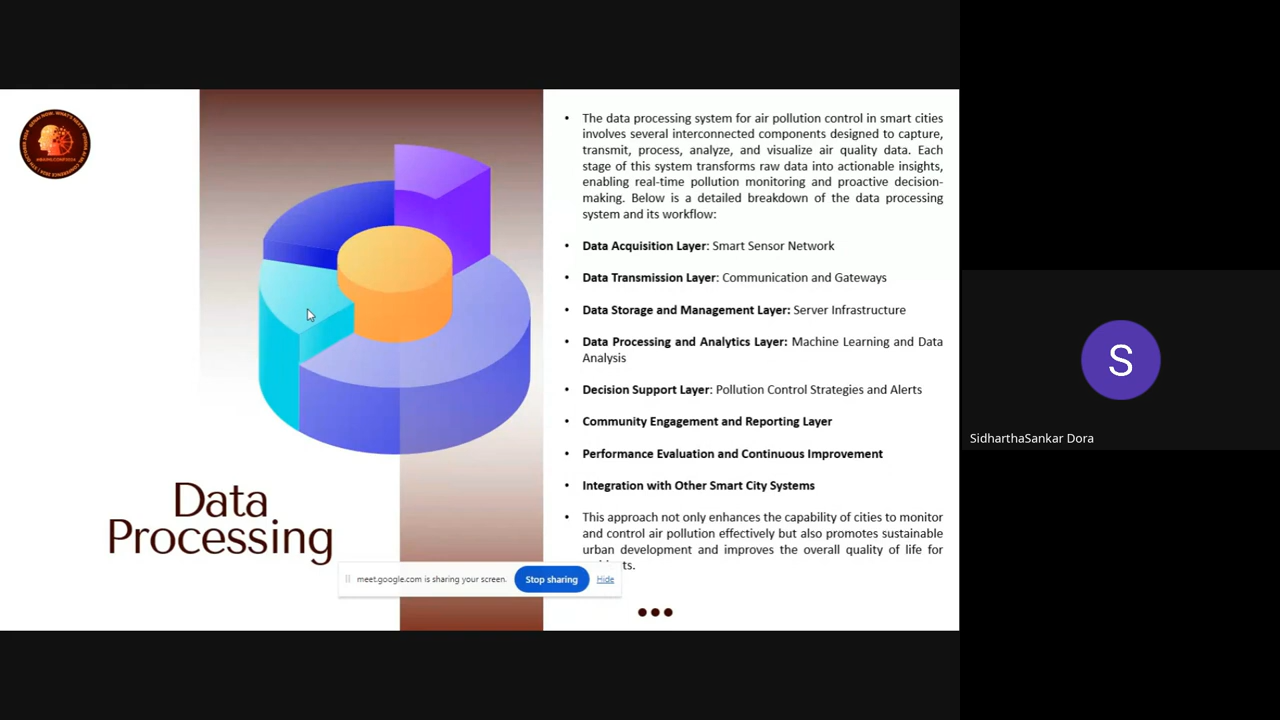 • The data processing system for air pollution control in smart cities
involves several interconnected components designed to capture,
transmit, process, analyze, and visualize air quality data. Each
stage of this system transforms raw data into actionable insights,
enabling real-time pollution monitoring and proactive decision-
making. Below is a detailed breakdown of the data processing
system and its workflow:
• Data Acquisition Layer: Smart Sensor Network
• Data Transmission Layer: Communication and Gateways
• Data Storage and Management Layer: Server Infrastructure
• Data Processing and Analytics Layer: Machine Learning and Data
Analysis
• Decision Support Layer: Pollution Control Strategies and Alerts
• Community Engagement and Reporting Layer
• Performance Evaluation and Continuous Improvement
• Integration with Other Smart City Systems
• This approach not only enhances the capability of cities to monitor
and control air pollution effectively but also promotes sustainable
urban development and improves the overall quality of life for
Data
Processing
meet.google.com is sharing your screen.
Stop sharing
Hide
S
SidharthaSankar Dora